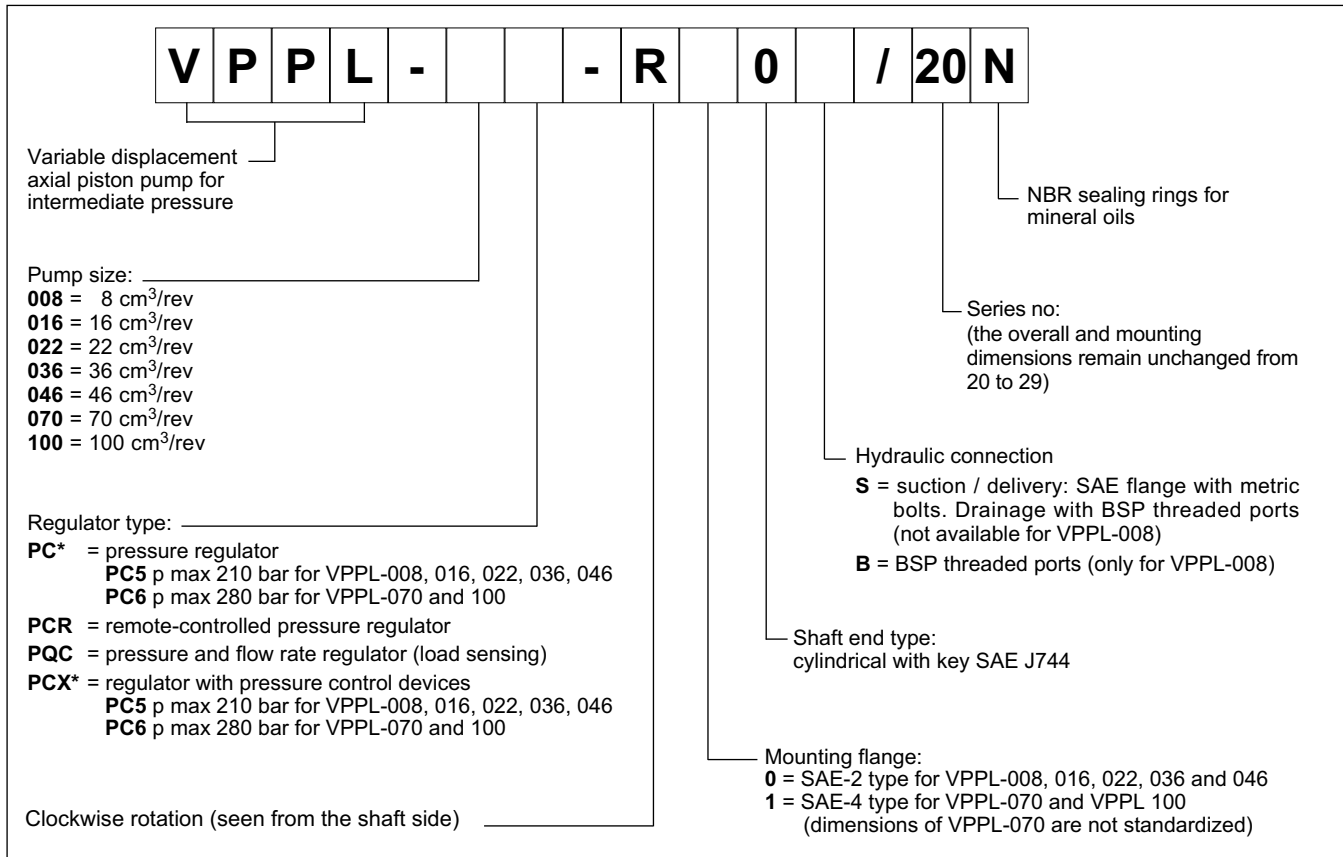 VPPL-  -R 0 /20N
Variable displacement
axial piston pump for
intermediate pressure
NBR sealing rings for
mineral oils
Pump size:
008 = 8 cm³/rev
016 = 16 cm³/rev
022 = 22 cm³/rev
036 = 36 cm³/rev
046 = 46 cm³/rev
070 = 70 cm³/rev
100 = 100 cm³/rev
Series no:
(the overall and mounting
dimensions remain unchanged from
20 to 29)
Hydraulic connection
S = suction / delivery: SAE flange with metric
bolts. Drainage with BSP threaded ports
(not available for VPPL-008)
B = BSP threaded ports (only for VPPL-008)
Regulator type:
PC* = pressure regulator
PC5 p max 210 bar for VPPL-008, 016, 022, 036, 046
PC6 p max 280 bar for VPPL-070 and 100
PCR = remote-controlled pressure regulator
PQC = pressure and flow rate regulator (load sensing)
PCX* = regulator with pressure control devices
PC5 p max 210 bar for VPPL-008, 016, 022, 036, 046
PC6 p max 280 bar for VPPL-070 and 100
Shaft end type:
cylindrical with key SAE J744
Mounting flange:
0 = SAE-2 type for VPPL-008, 016, 022, 036 and 046
1 = SAE-4 type for VPPL-070 and VPPL 100
(dimensions of VPPL-070 are not standardized)
Clockwise rotation (seen from the shaft side)